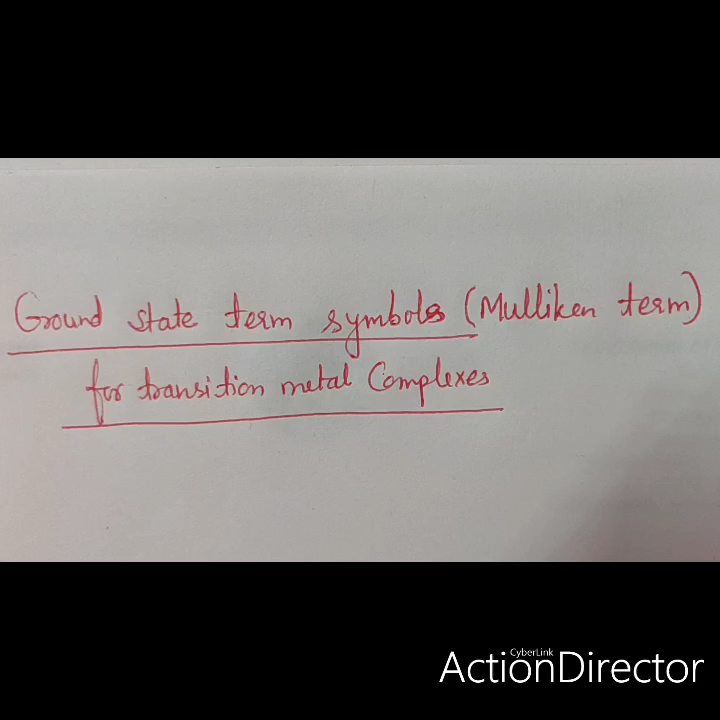 Ground state term symbols (Mulliken term)
for transition metal Complexes
CyberLink
ActionDirector